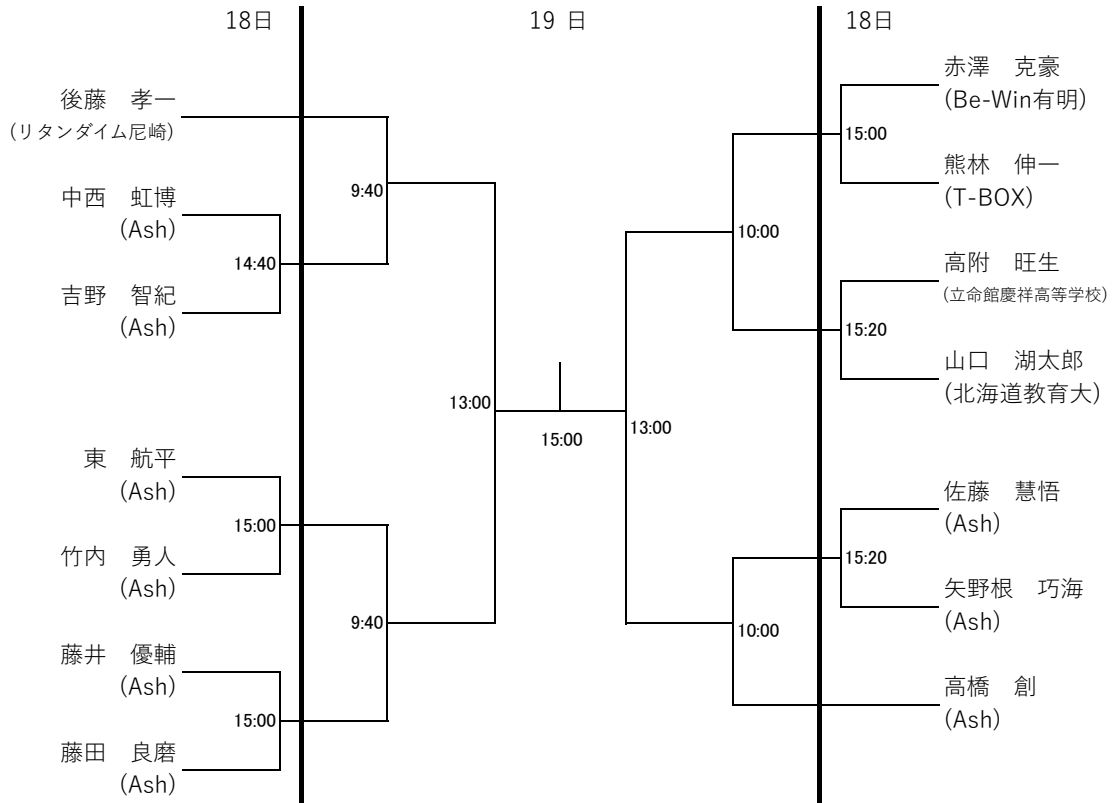 18日
19 日
18日
後藤　孝一
(リタンダイム尼崎)
中西　虹博
(Ash)
吉野　智紀
(Ash)
東　航平
(Ash)
竹内　勇人
(Ash)
藤井　優輔
(Ash)
藤田　良磨
(Ash)
14:40
15:00
15:00
9:40
9:40
13:00
15:00
13:00
10:00
10:00
15:00
15:20
15:20
赤澤　克豪
(Be-Win有明)
熊林　伸一
(T-BOX)
高附　旺生
(立命館慶祥高等学校)
山口　湖太郎
(北海道教育大)
佐藤　慧悟
(Ash)
矢野根　巧海
(Ash)
高橋　創
(Ash)